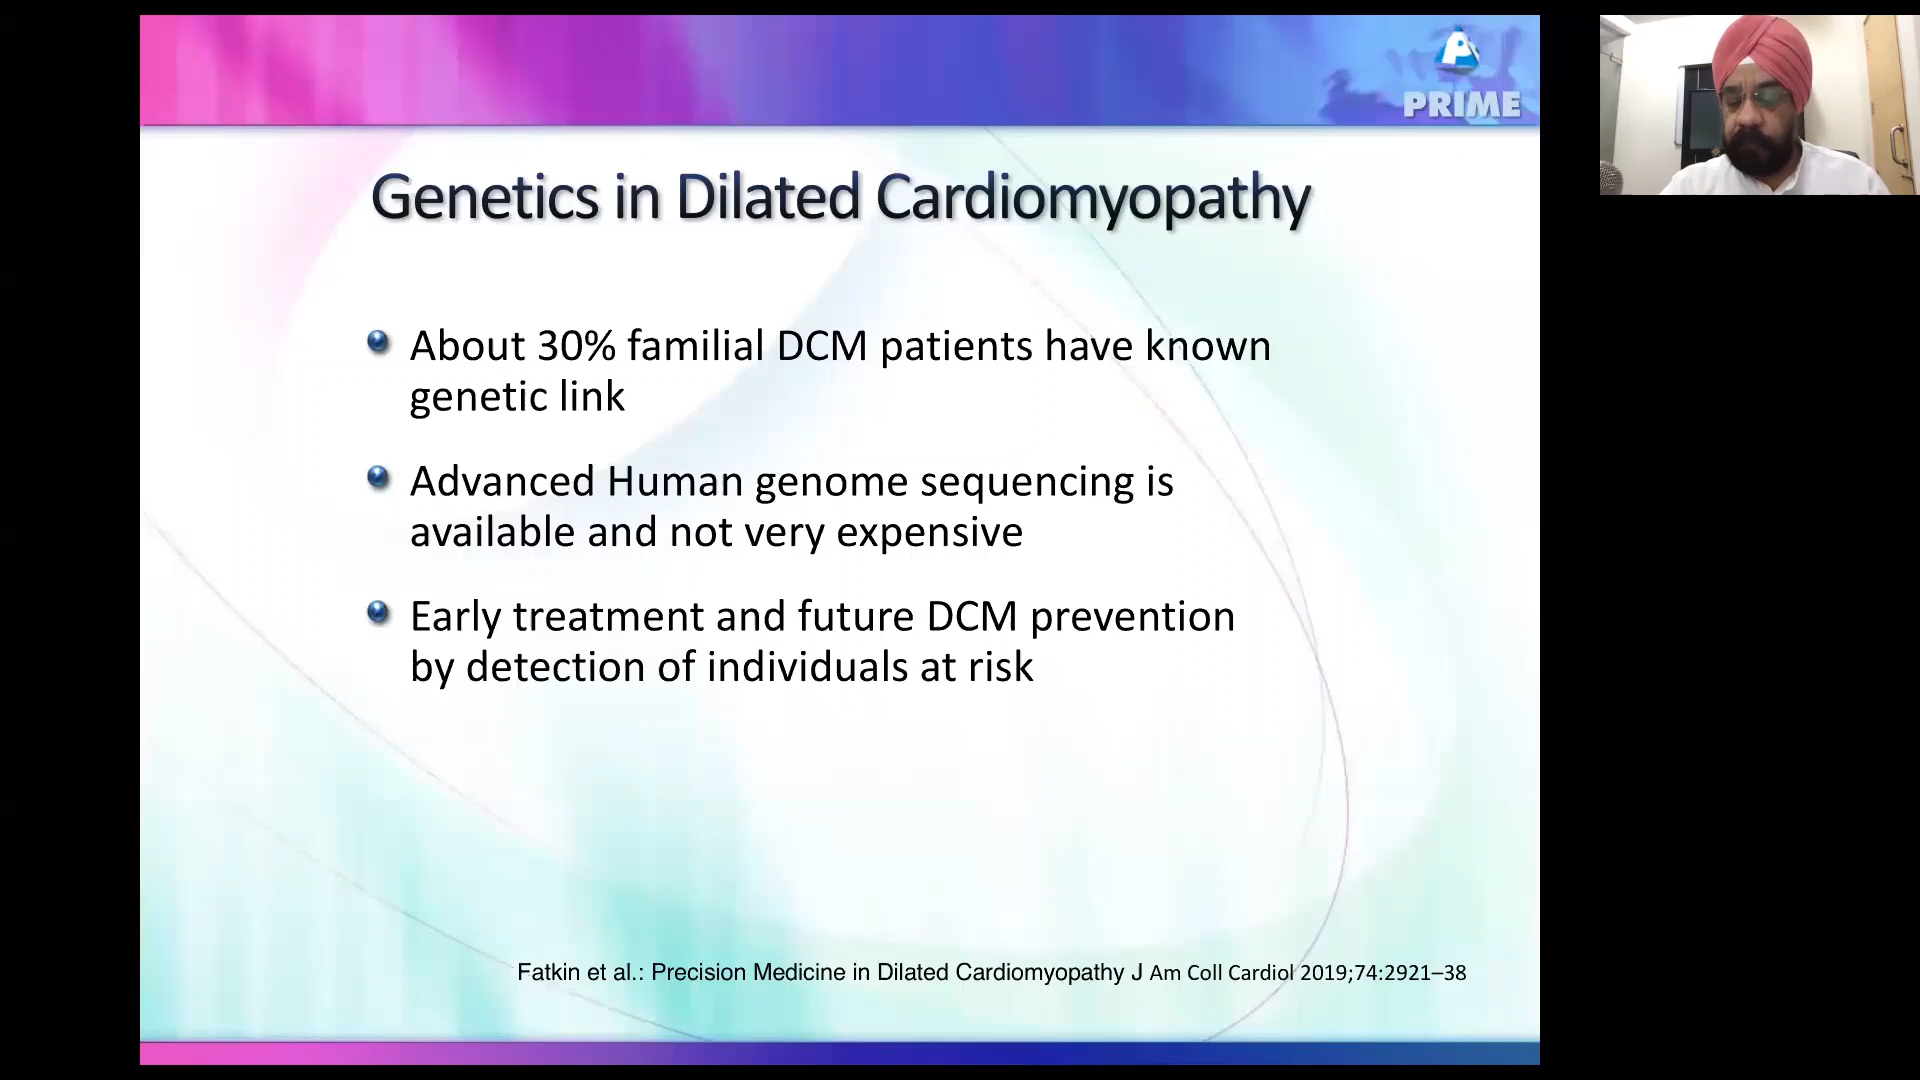 PRIME
Genetics in Dilated Cardiomyopathy
About 30% familial DCM patients have known
genetic link
Advanced Human genome sequencing is
available and not very expensive
Early treatment and future DCM prevention
by detection of individuals at risk
Fatkin et al.: Precision Medicine in Dilated Cardiomyopathy J Am Coll Cardiol 2019;74:2921–38